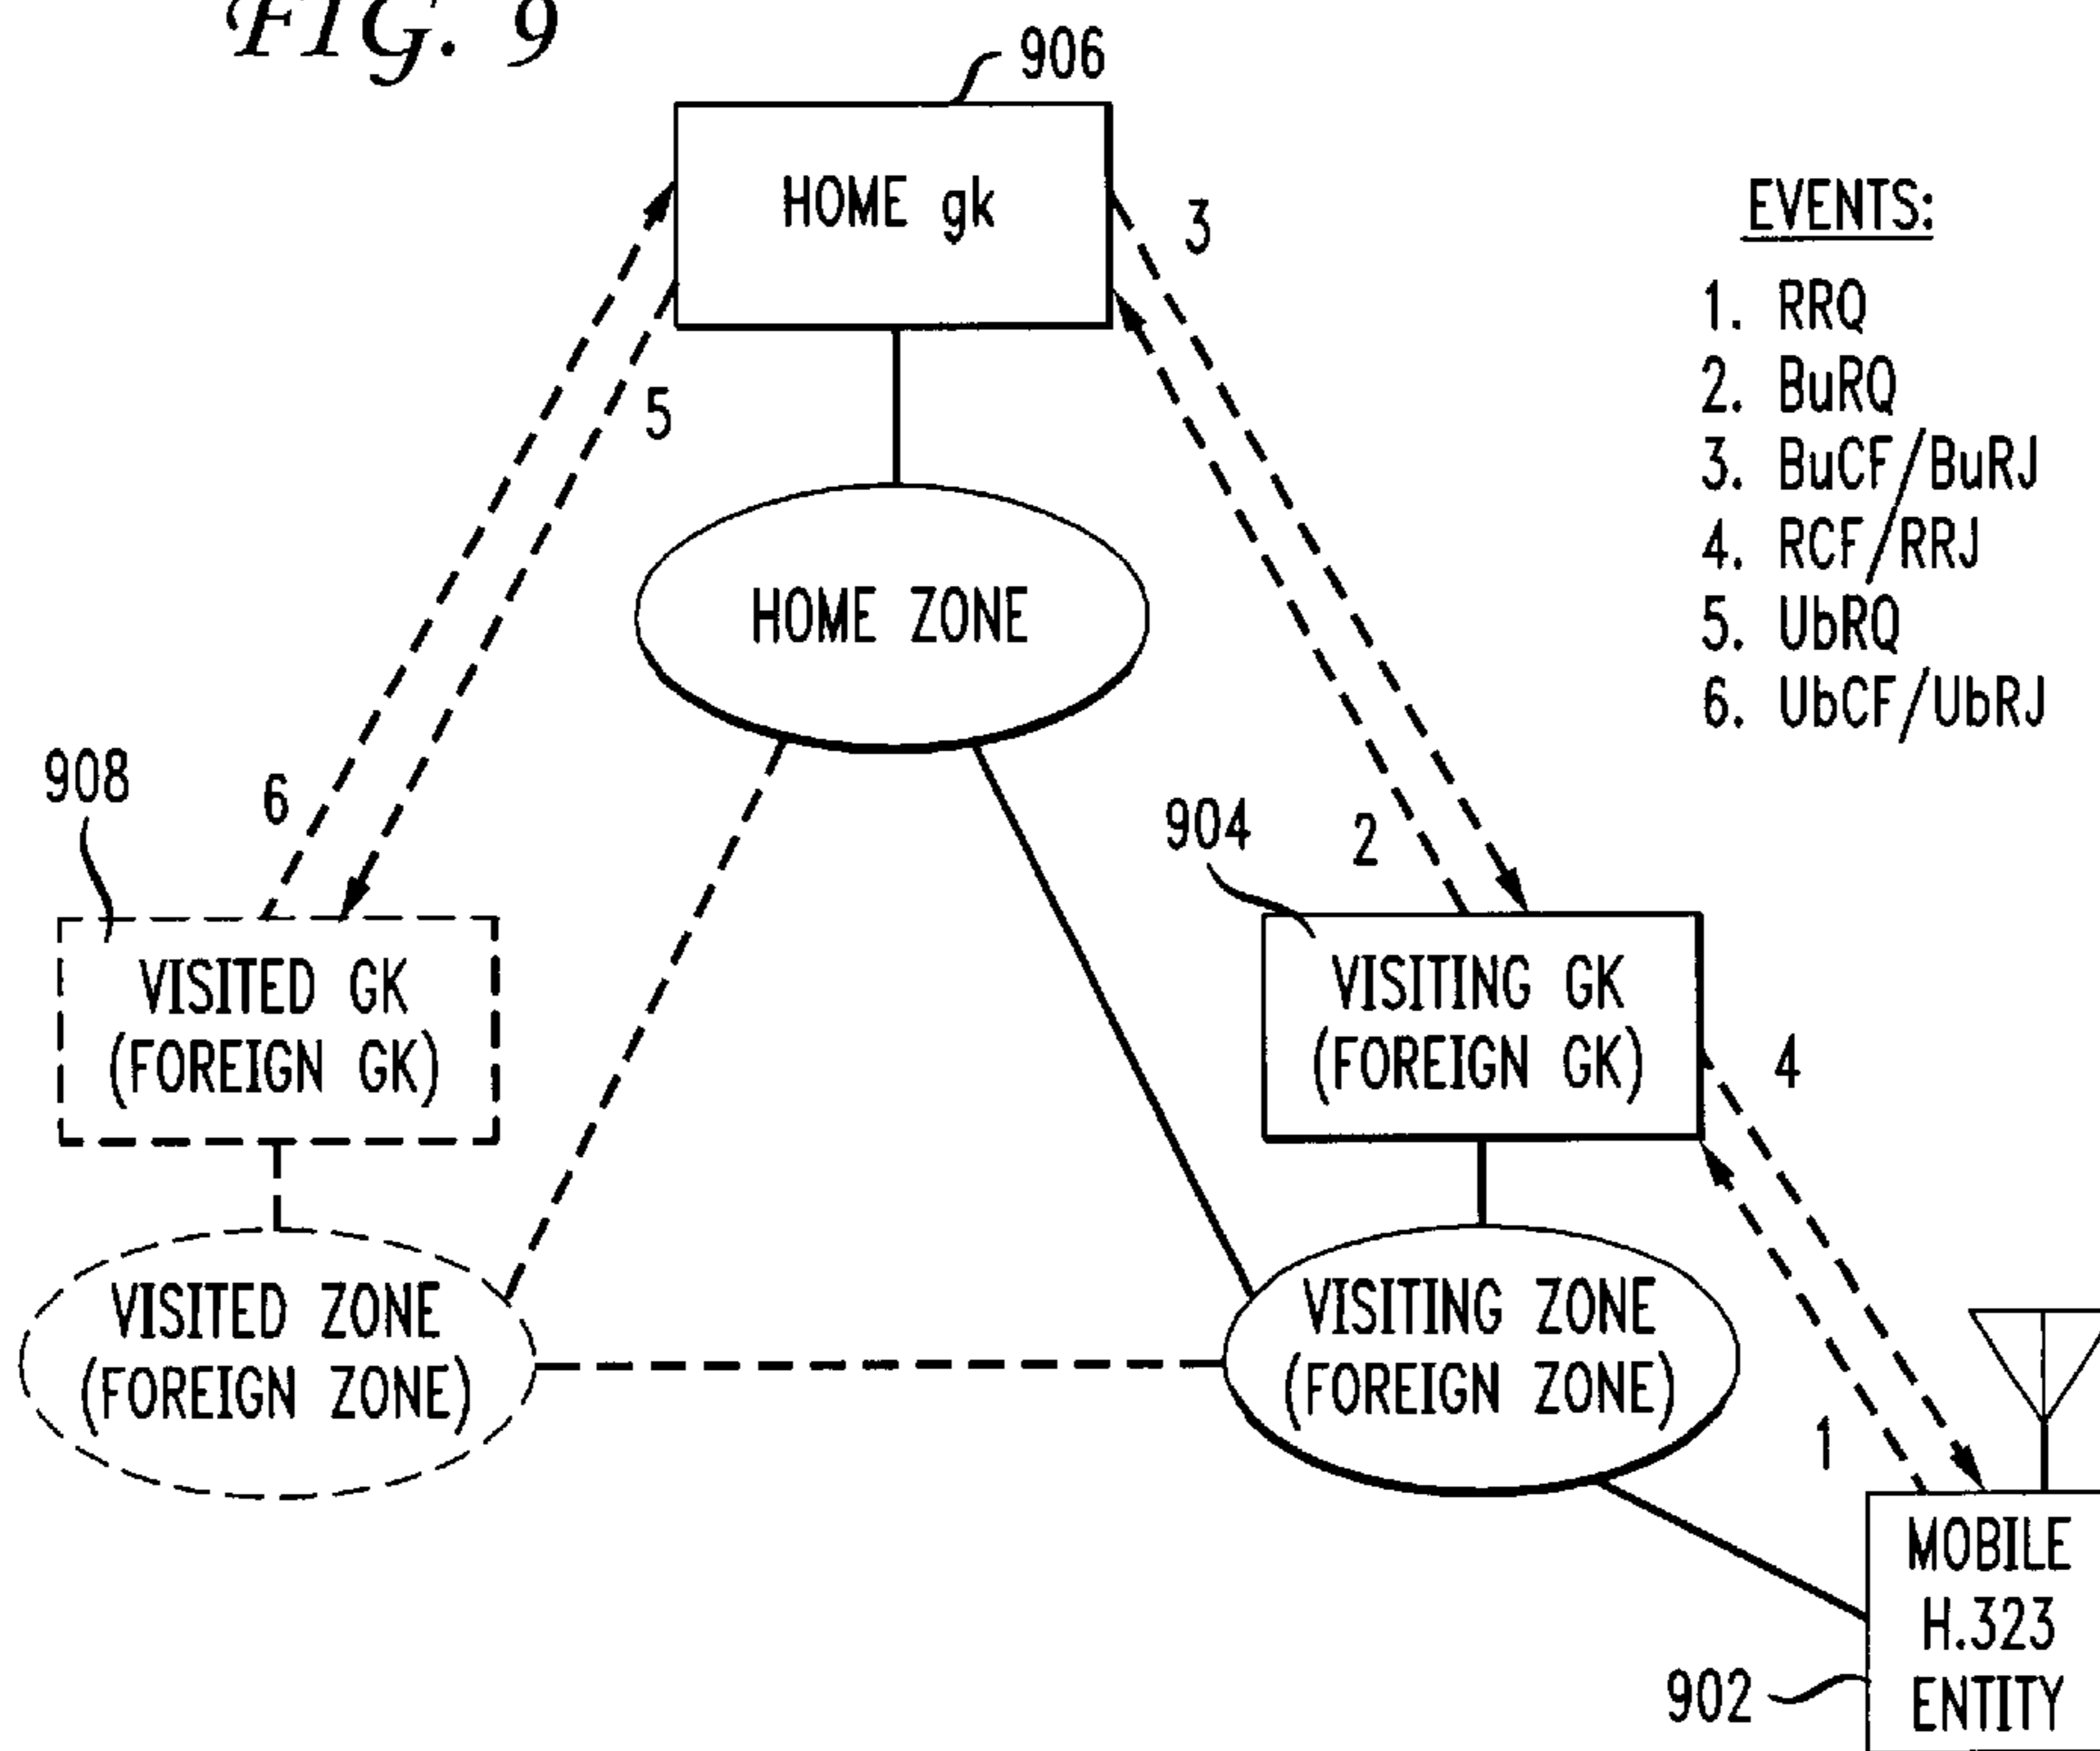 FIG. 9
906
HOME gk
3
EVENTS:
1. RRQ
2. BuRQ
3. BuCF/BuRJ
4. RCF/RRJ
5. UbRQ
6. UbCF/UbRJ
5
HOME ZONE
908
6
904
2
VISITED GK
(FOREIGN GK)
VISITING GK
(FOREIGN GK)
4
VISITED ZONE
(FOREIGN ZONE)
VISITING ZONE
(FOREIGN ZONE)
1
MOBILE
H.323
ENTITY
902